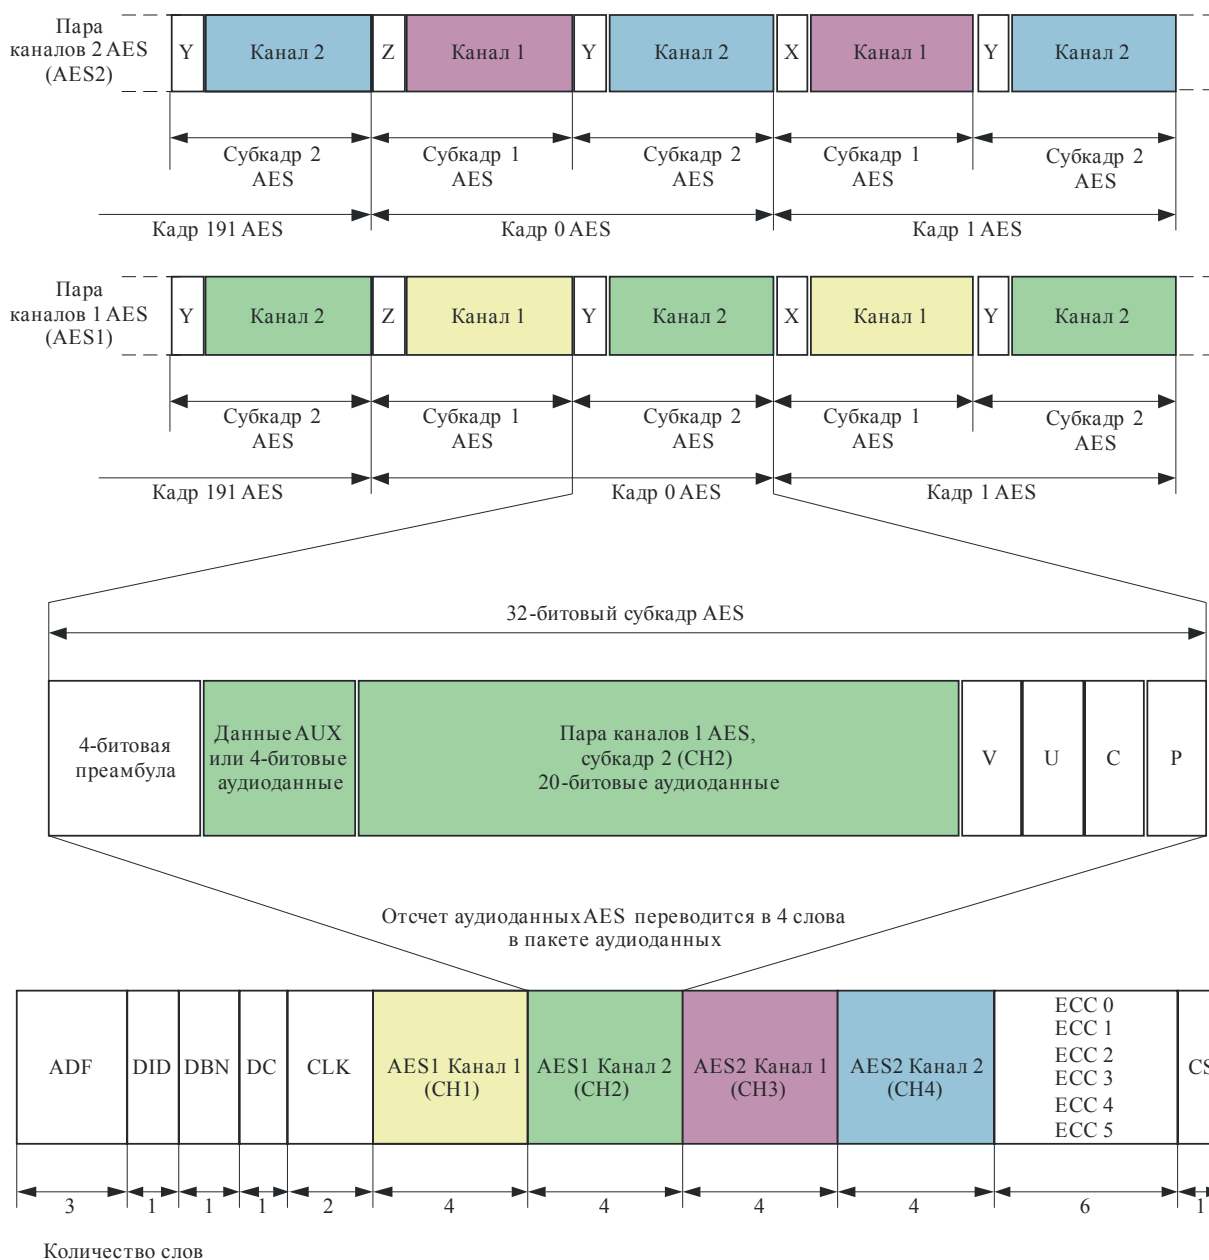 Пара
каналов 2 AES
(AES2)
Y
Канал 2
Z
Канал 1
Y
Канал 2
X
Канал 1
Y
Канал 2
Субкадр 2
AES
Субкадр 1
AES
Субкадр 2
AES
Субкадр 1
AES
Субкадр 2
AES
Кадр 191 AES
Кадр 0 AES
Кадр 1 AES
Пара
каналов 1 AES
(AES1)
Y
Канал 2
Z
Канал 1
Y
Канал 2
X
Канал 1
Y
Канал 2
Субкадр 2
AES
Субкадр 1
AES
Субкадр 2
AES
Субкадр 1
AES
Субкадр 2
AES
Кадр 191 AES
Кадр 0 AES
Кадр 1 AES
32-битовый субкадр AES
4-битовая
преамбула
Данные AUX
или 4-битовые
аудиоданные
Пара каналов 1 AES,
субкадр 2 (CH2)
20-битовые аудиоданные
V
U
C
P
Отсчет аудиоданных AES переводится в 4 слова
в пакете аудиоданных
ADF
DID
DBN
DC
CLK
AES1 Канал 1
(CH1)
AES1 Канал 2
(CH2)
AES2 Канал 1
(CH3)
AES2 Канал 2
(CH4)
ECC 0
ECC 1
ECC 2
ECC 3
ECC 4
ECC 5
CS
3
1
1
1
2
4
4
4
4
6
1
Количество слов